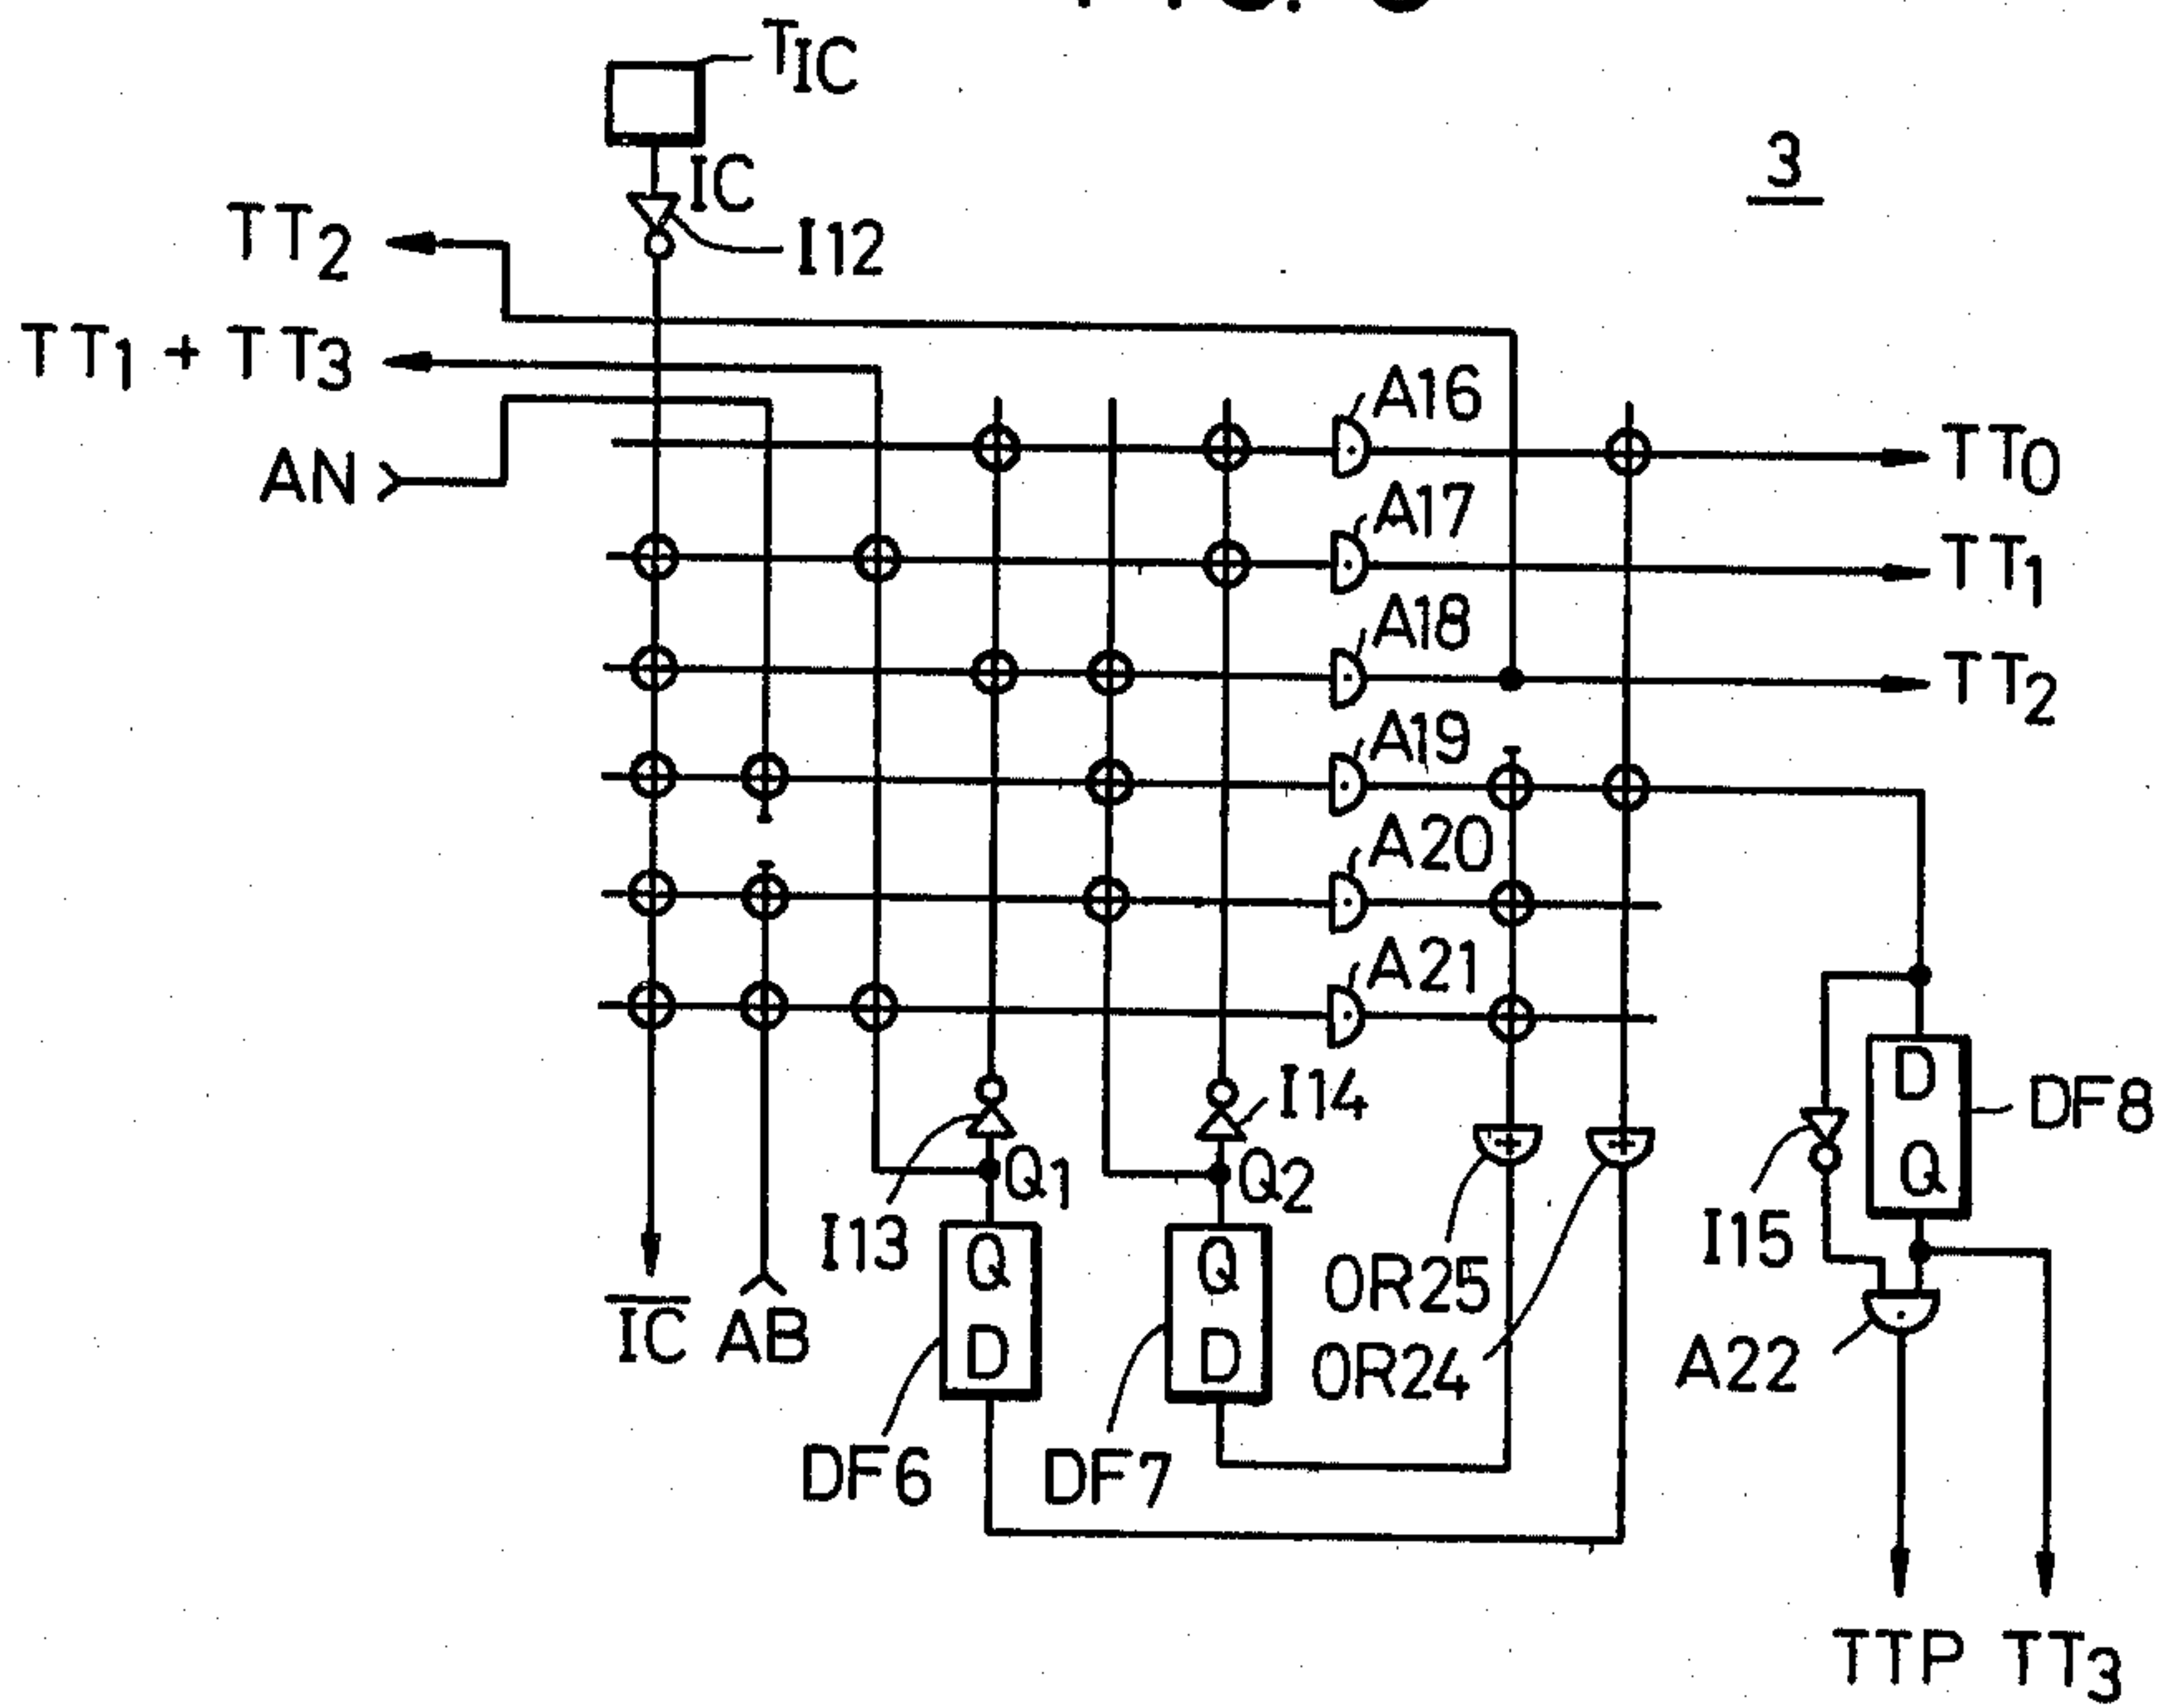 T_IC
IC
3
TT2
I12
TT1 + TT3
A16
AN
TT0
A17
TT1
A18
TT2
A19
A20
A21
I14
D
DF8
Q1
Q2
Q
I13
I15
Q
Q
OR25
IC AB
D
D
OR24
A22
DF6
DF7
TTP TT3